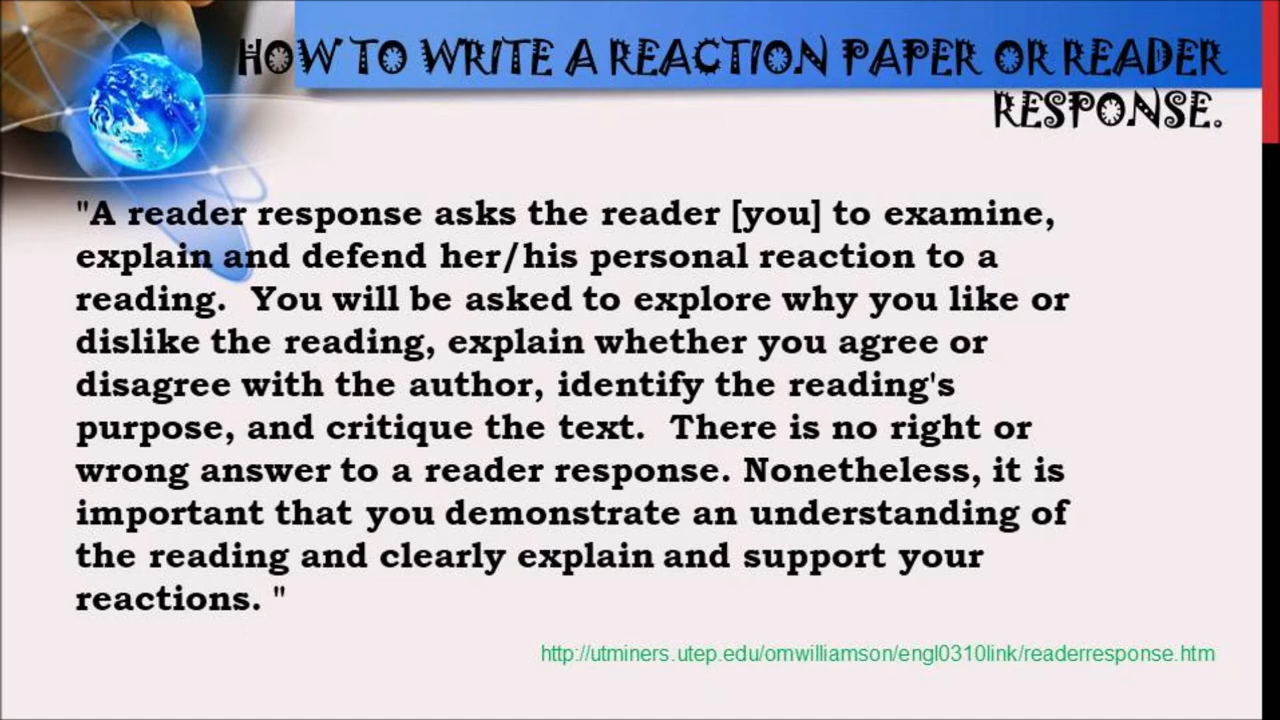 HOW TO WRITE A REACTION PAPER OR READER
RESPONSE.
"A reader response asks the reader [you] to examine,
explain and defend her/his personal reaction to a
reading.  You will be asked to explore why you like or
dislike the reading, explain whether you agree or
disagree with the author, identify the reading's
purpose, and critique the text.  There is no right or
wrong answer to a reader response. Nonetheless, it is
important that you demonstrate an understanding of
the reading and clearly explain and support your
reactions. "
http://utminers.utep.edu/omwilliamson/engl0310link/readerresponse.htm